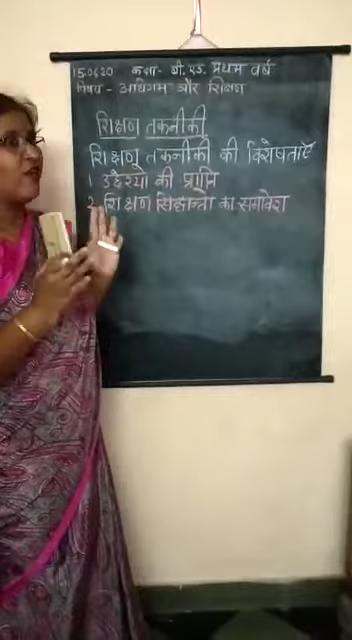 15.06.20 कक्षा- बी. एड. प्रथम वर्ष
विषय - अधिगम और शिक्षण
शिक्षण तकनीकी
शिक्षण तकनीकी की विशेषताएँ
1 उद्देश्यो की प्राप्ति
2. शिक्षण सिद्धान्तो का समावेश